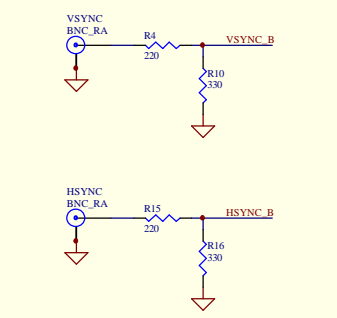 VSYNC
BNC_RA
R4
220
VSYNC_B
R10
330
HSYNC
BNC_RA
R15
220
HSYNC_B
R16
330